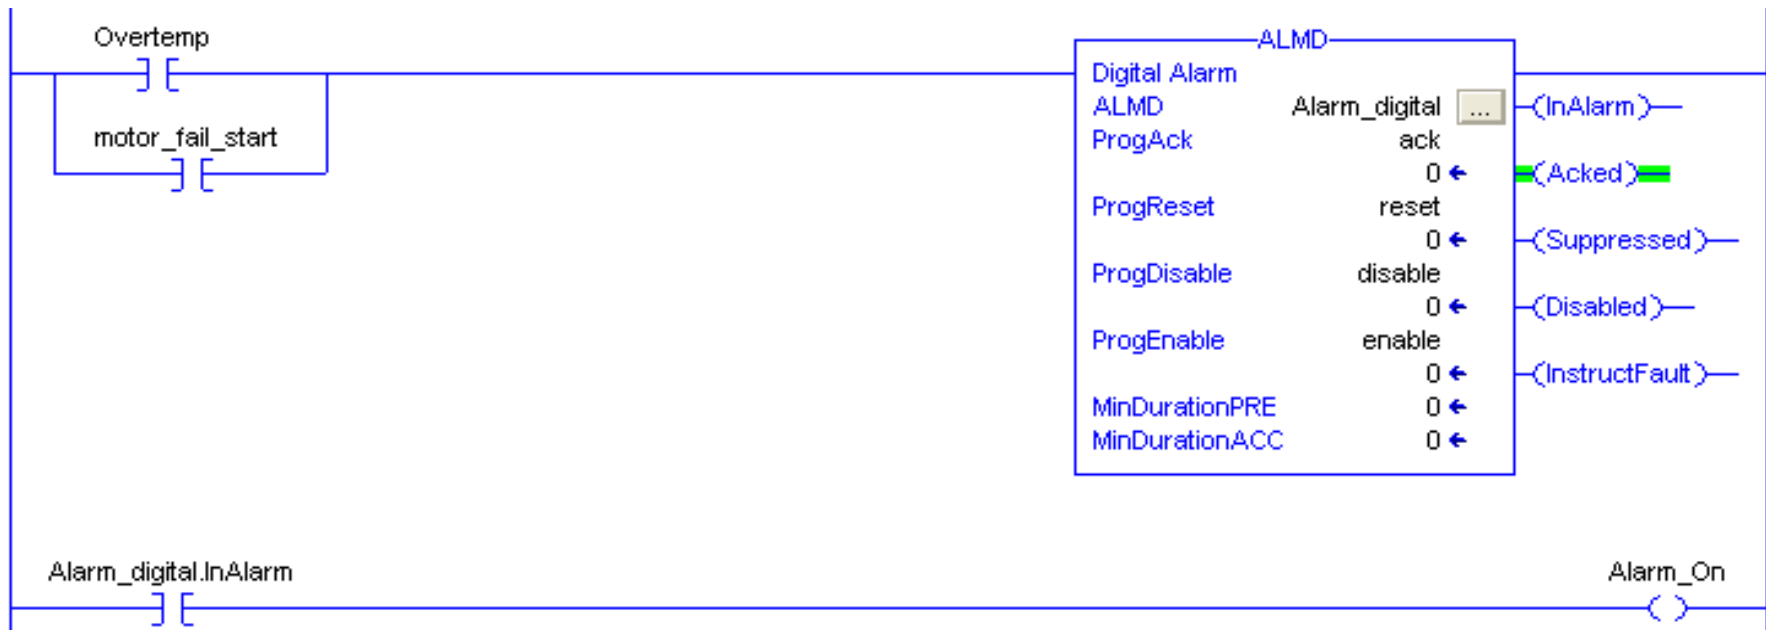 Overtemp
ALMD
Digital Alarm
ALMD Alarm_digital ... (InAlarm)
motor_fail_start
ProgAck ack
0 (Acked)
ProgReset reset
0 (Suppressed)
ProgDisable disable
0 (Disabled)
ProgEnable enable
0 (InstructFault)
MinDurationPRE 0
MinDurationACC 0
Alarm_digital.InAlarm Alarm_On